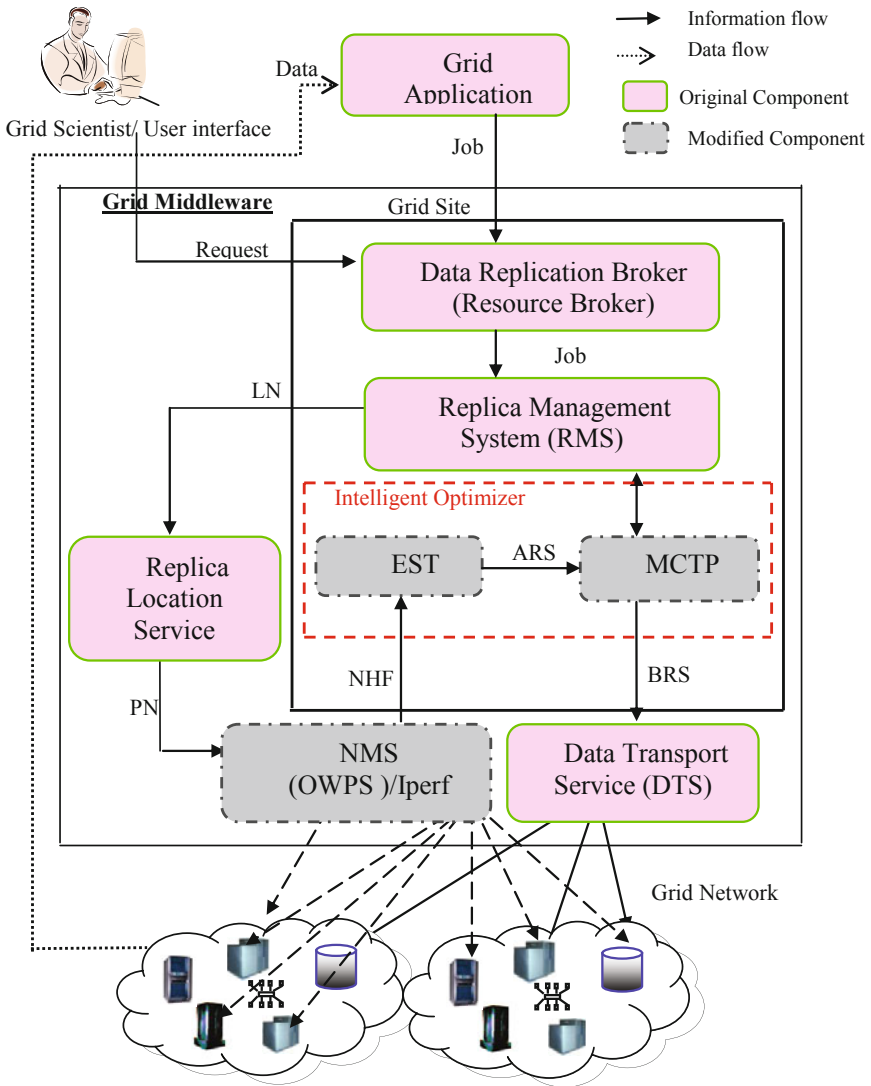 Information flow
Data flow
Data
Grid
Application
Original Component
Grid Scientist/ User interface
Modified Component
Job
Grid Middleware
Grid Site
Request
Data Replication Broker
(Resource Broker)
Job
LN
Replica Management
System (RMS)
Intelligent Optimizer
EST
ARS
MCTP
Replica
Location
Service
NHF
BRS
PN
NMS
(OWPS )/Iperf
Data Transport
Service (DTS)
Grid Network